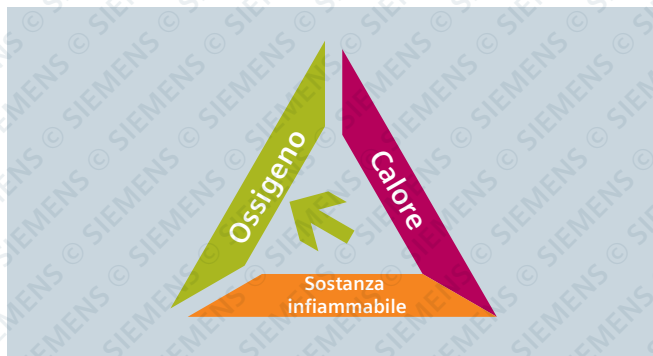 Ossigeno
Calore
Sostanza
infiammabile
© SIEMENS